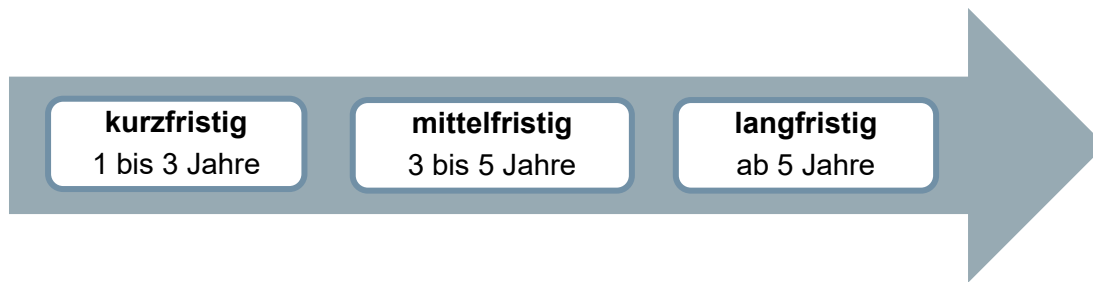 kurzfristig
1 bis 3 Jahre
mittelfristig
3 bis 5 Jahre
langfristig
ab 5 Jahre